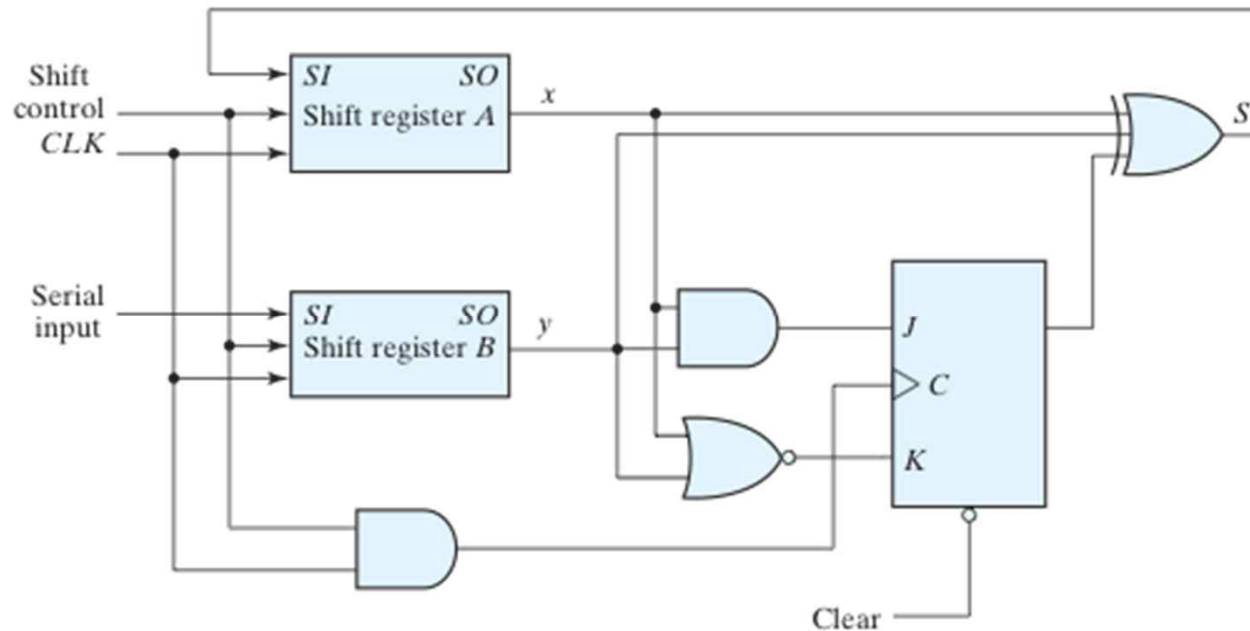 Shift
control
CLK
SI SO
Shift register A
x
S
Serial
input
SI SO
Shift register B
y
J
C
K
Clear